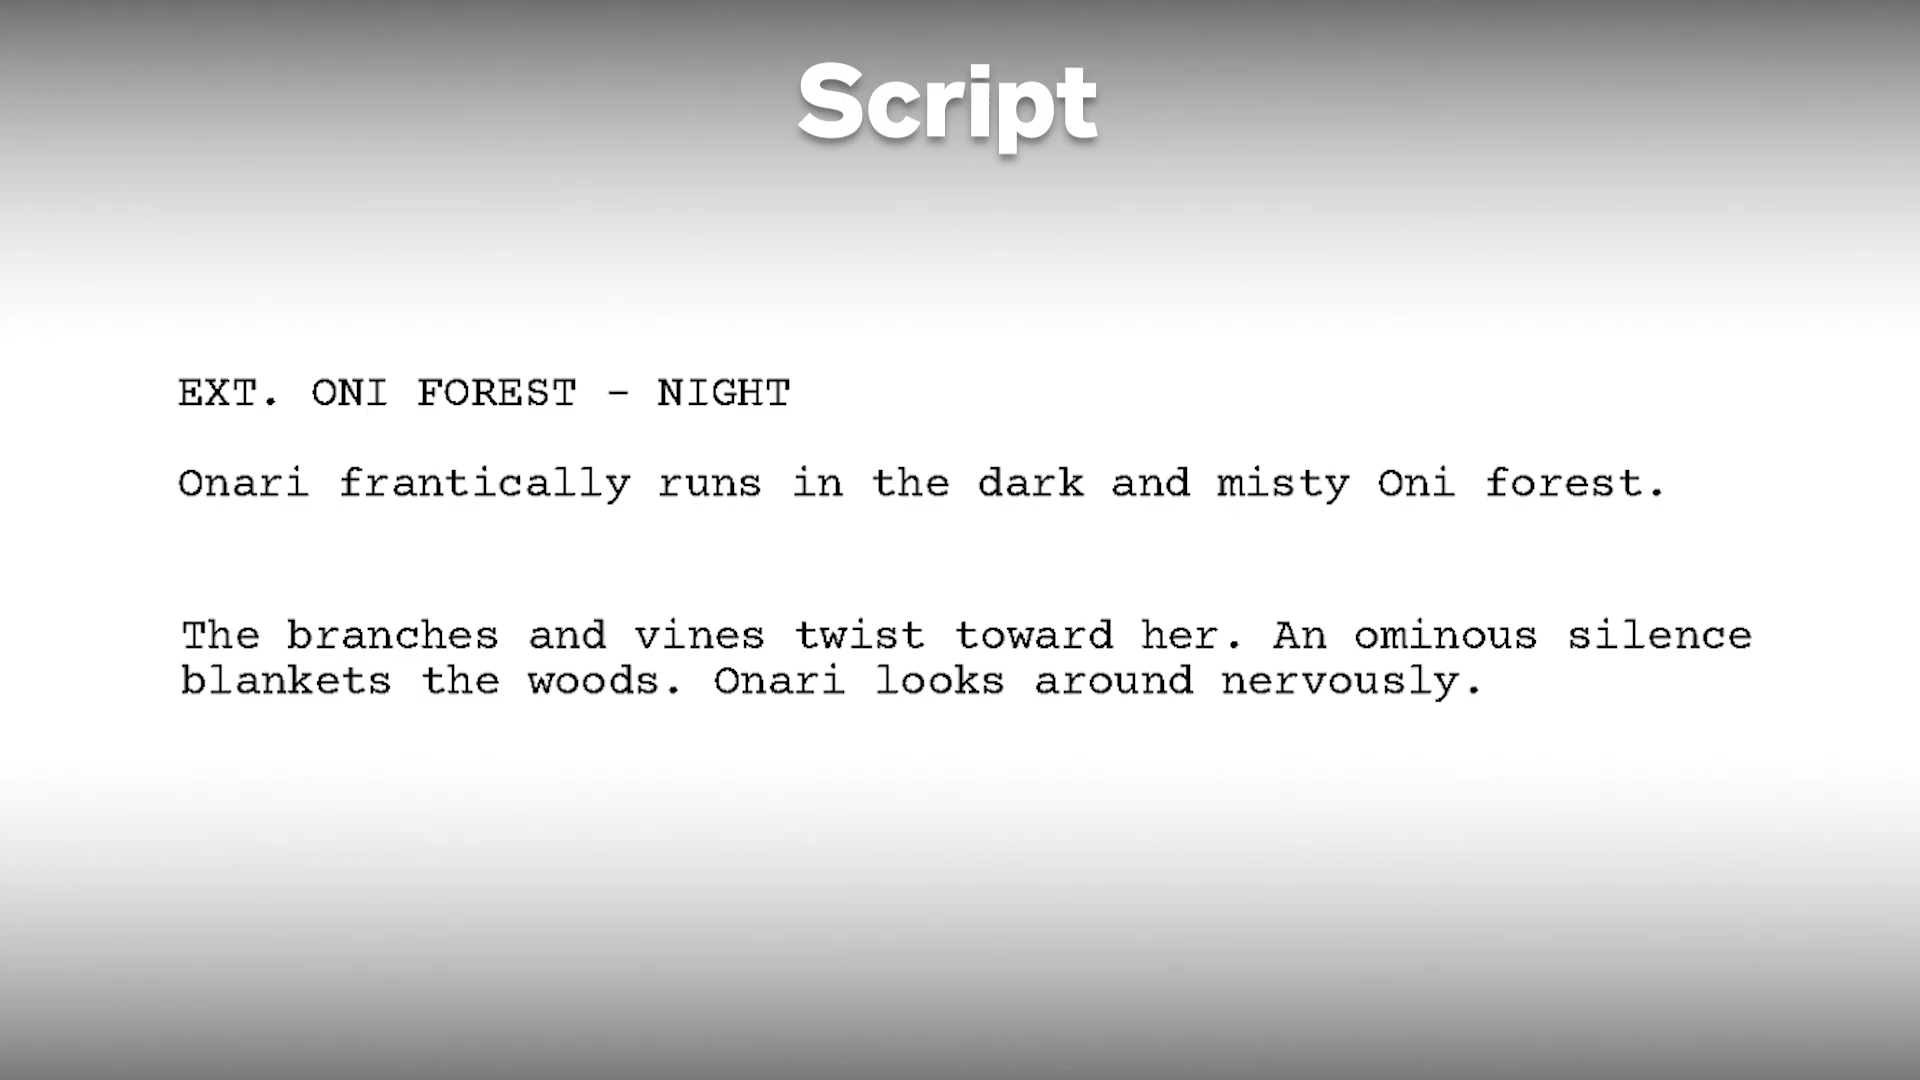 Script
EXT. ONI FOREST - NIGHT
Onari frantically runs in the dark and misty Oni forest.
The branches and vines twist toward her. An ominous silence
blankets the woods. Onari looks around nervously.